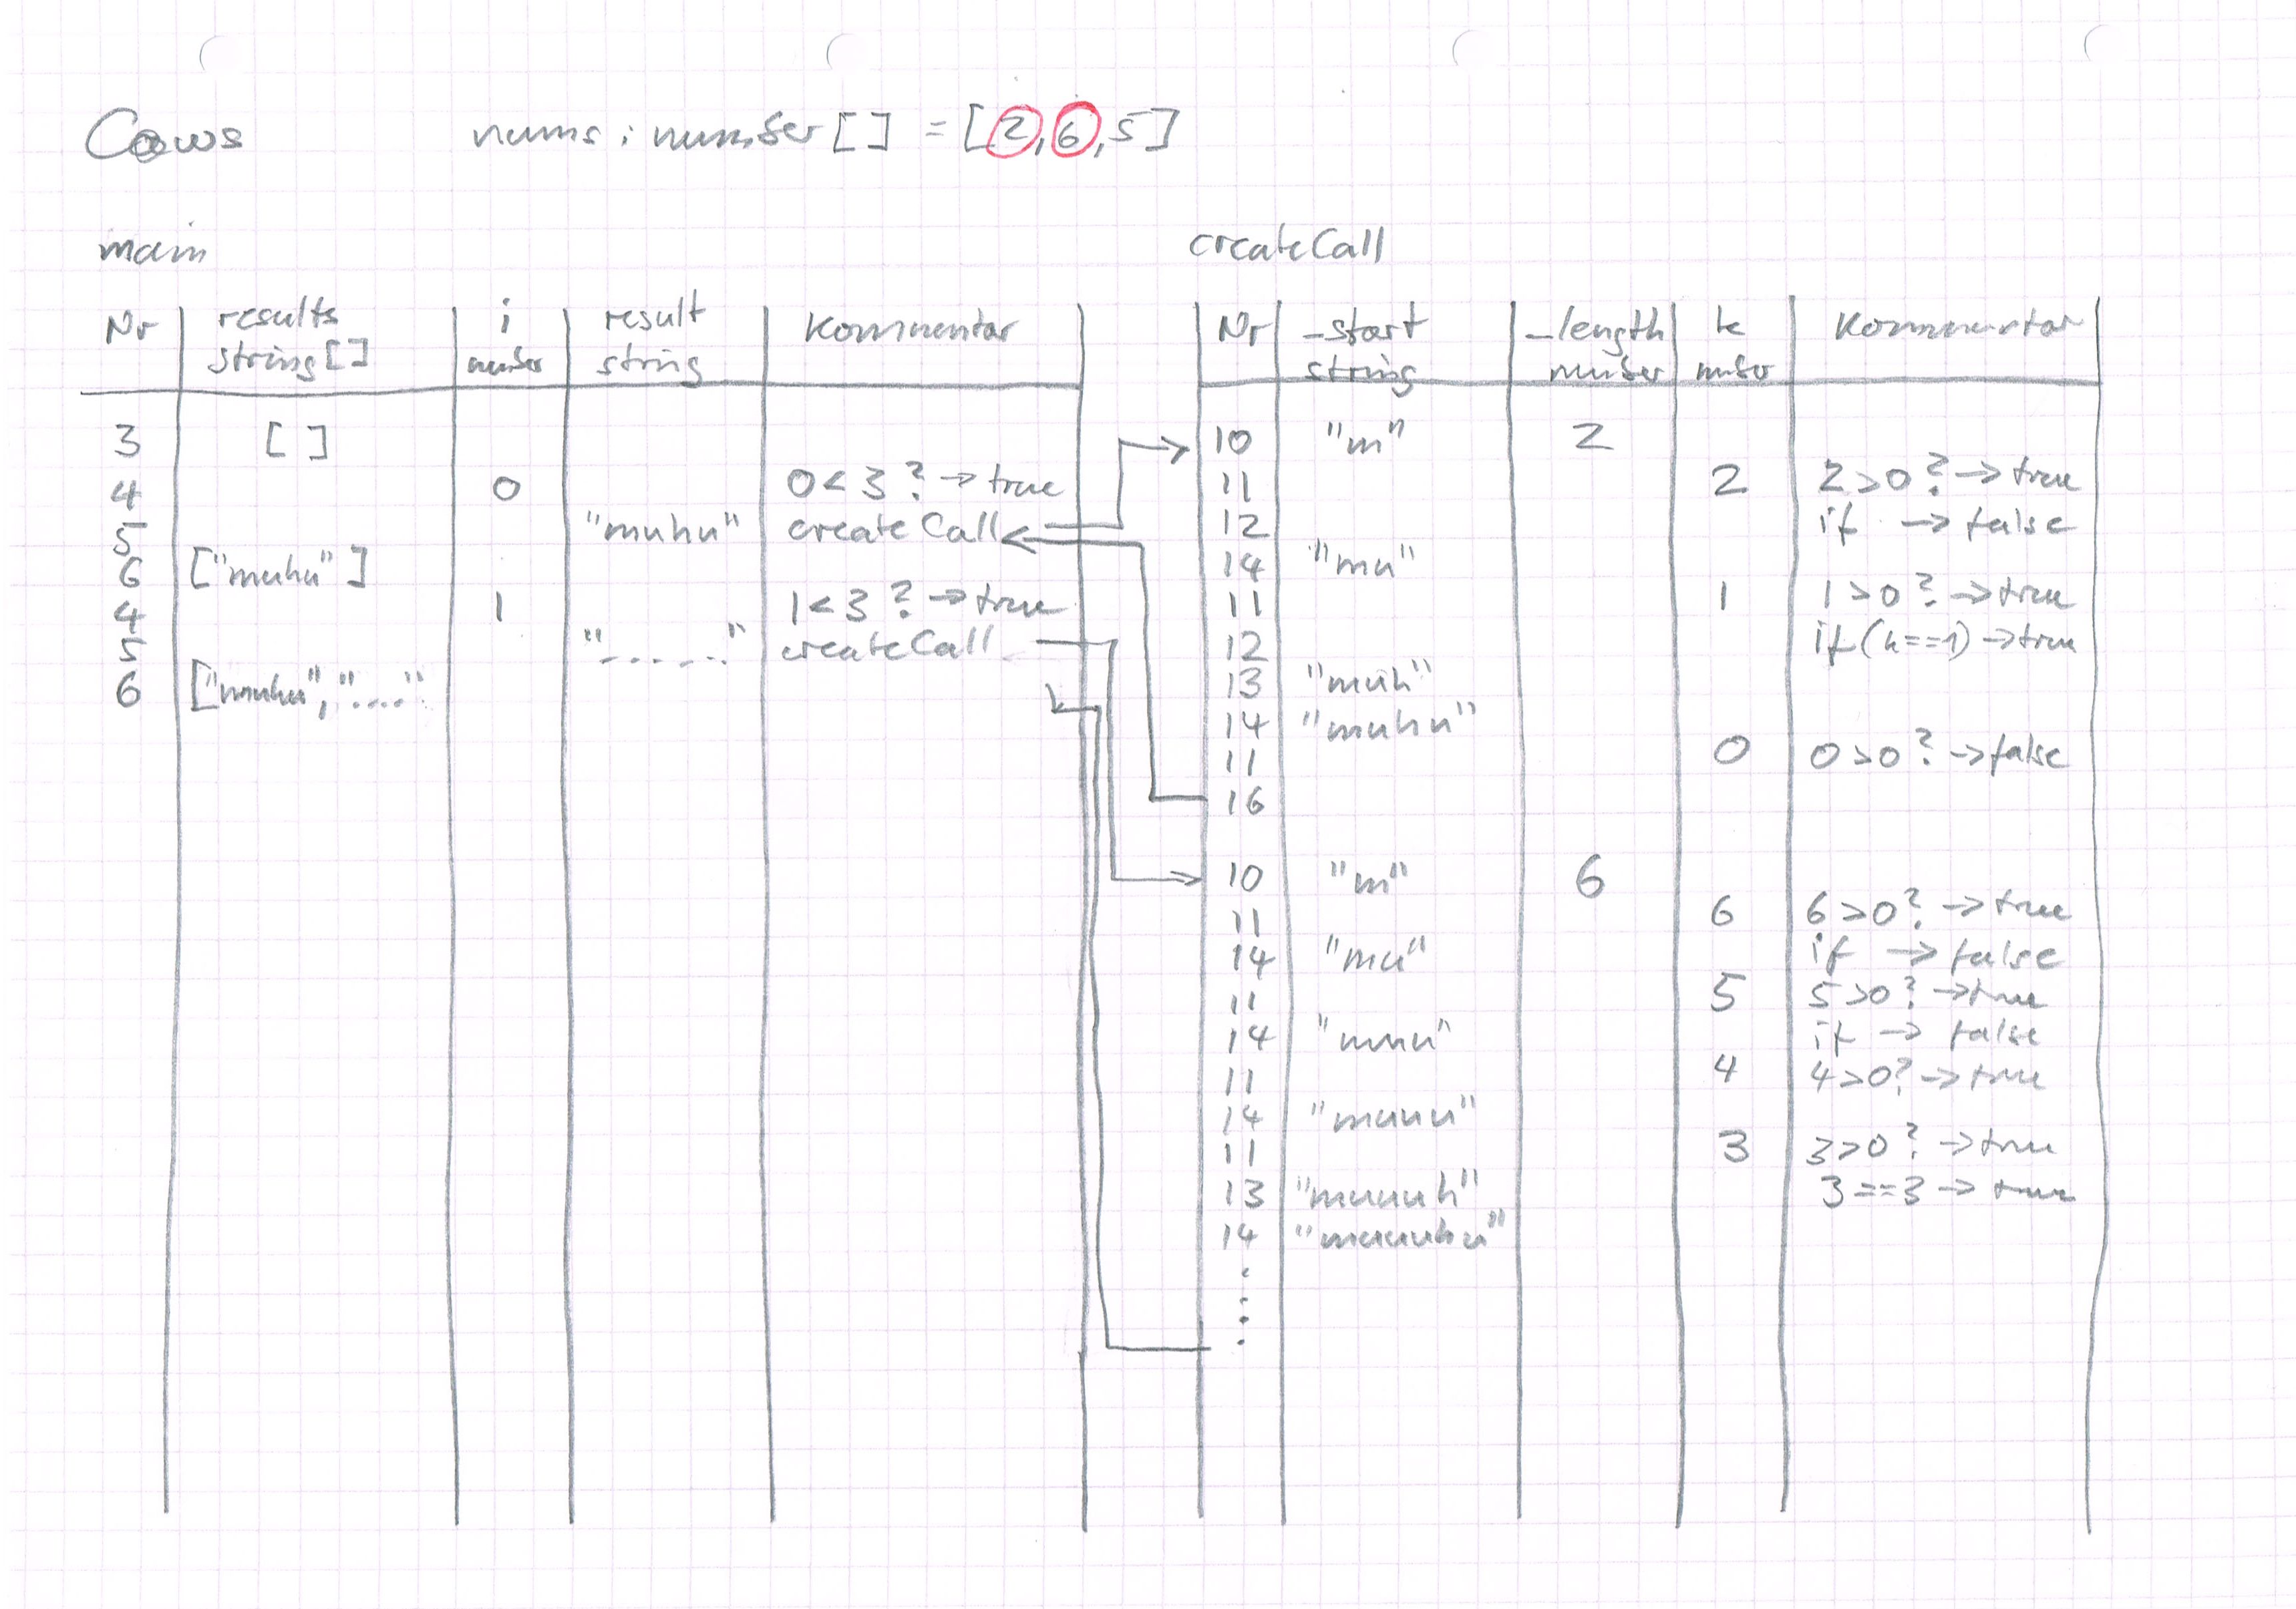 Cows nums: number[] = [2,6,5]
main createCall
Nr results string[] i number result string Kommentar
3 []
4 0 0<3? → true
5 "muhu" createCall
6 ["muhu"]
4 1 1<3? → true
5 "......" createCall
6 ["muhu","...."
Nr _start string _length number k number Kommentar
10 "m" 2
11 2 2>0? → true
12 if → false
14 "mu"
11 1 1>0? → true
12 if(k==1) → true
13 "muh"
14 "muhu"
11 0 0>0? → false
16
10 "m" 6
11 6 6>0? → true
14 "mu" if → false
11 5 5>0? → true
14 "muu" if → false
11 4 4>0? → true
14 "muuu"
11 3 3>0? → true
13 "muuuh" 3==3 → true
14 "muuuhu"